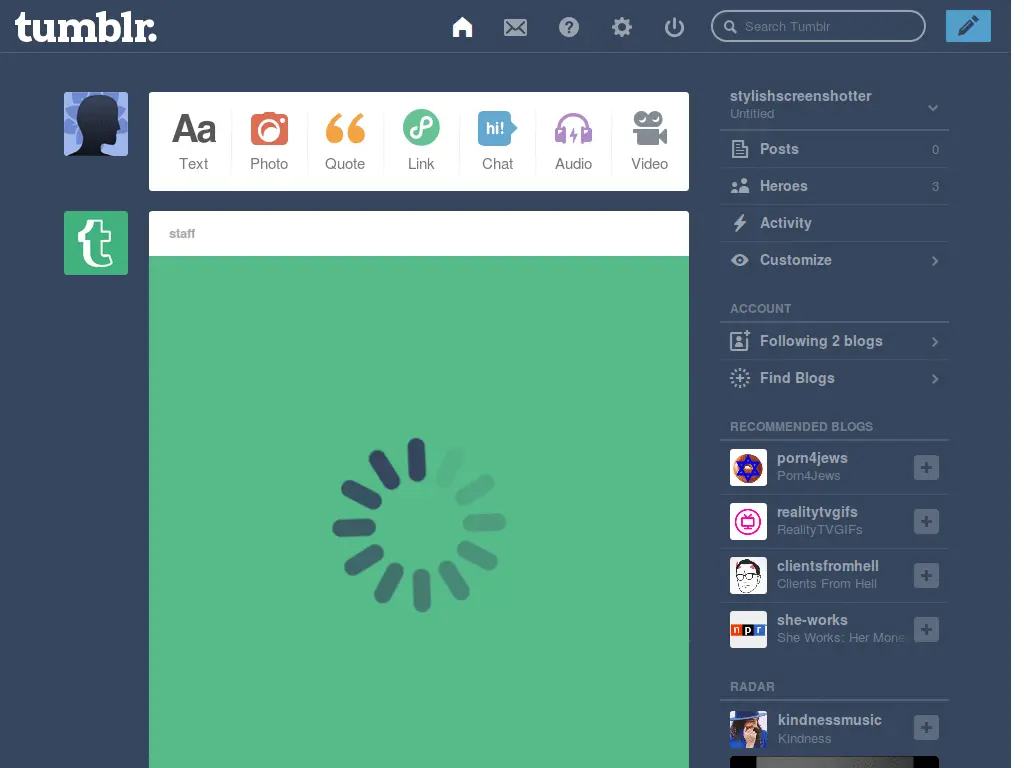 tumblr.
Search Tumblr
Aa
Text
Photo
Quote
Link
hi!
Chat
Audio
Video
t
staff
stylishscreenshotter
Untitled
Posts 0
Heroes 3
Activity
Customize
ACCOUNT
Following 2 blogs
Find Blogs
RECOMMENDED BLOGS
porn4jews
Porn4Jews
realitytvgifs
RealityTVGIFs
clientsfromhell
Clients From Hell
npr
she-works
She Works: Her Mone
RADAR
kindnessmusic
Kindness